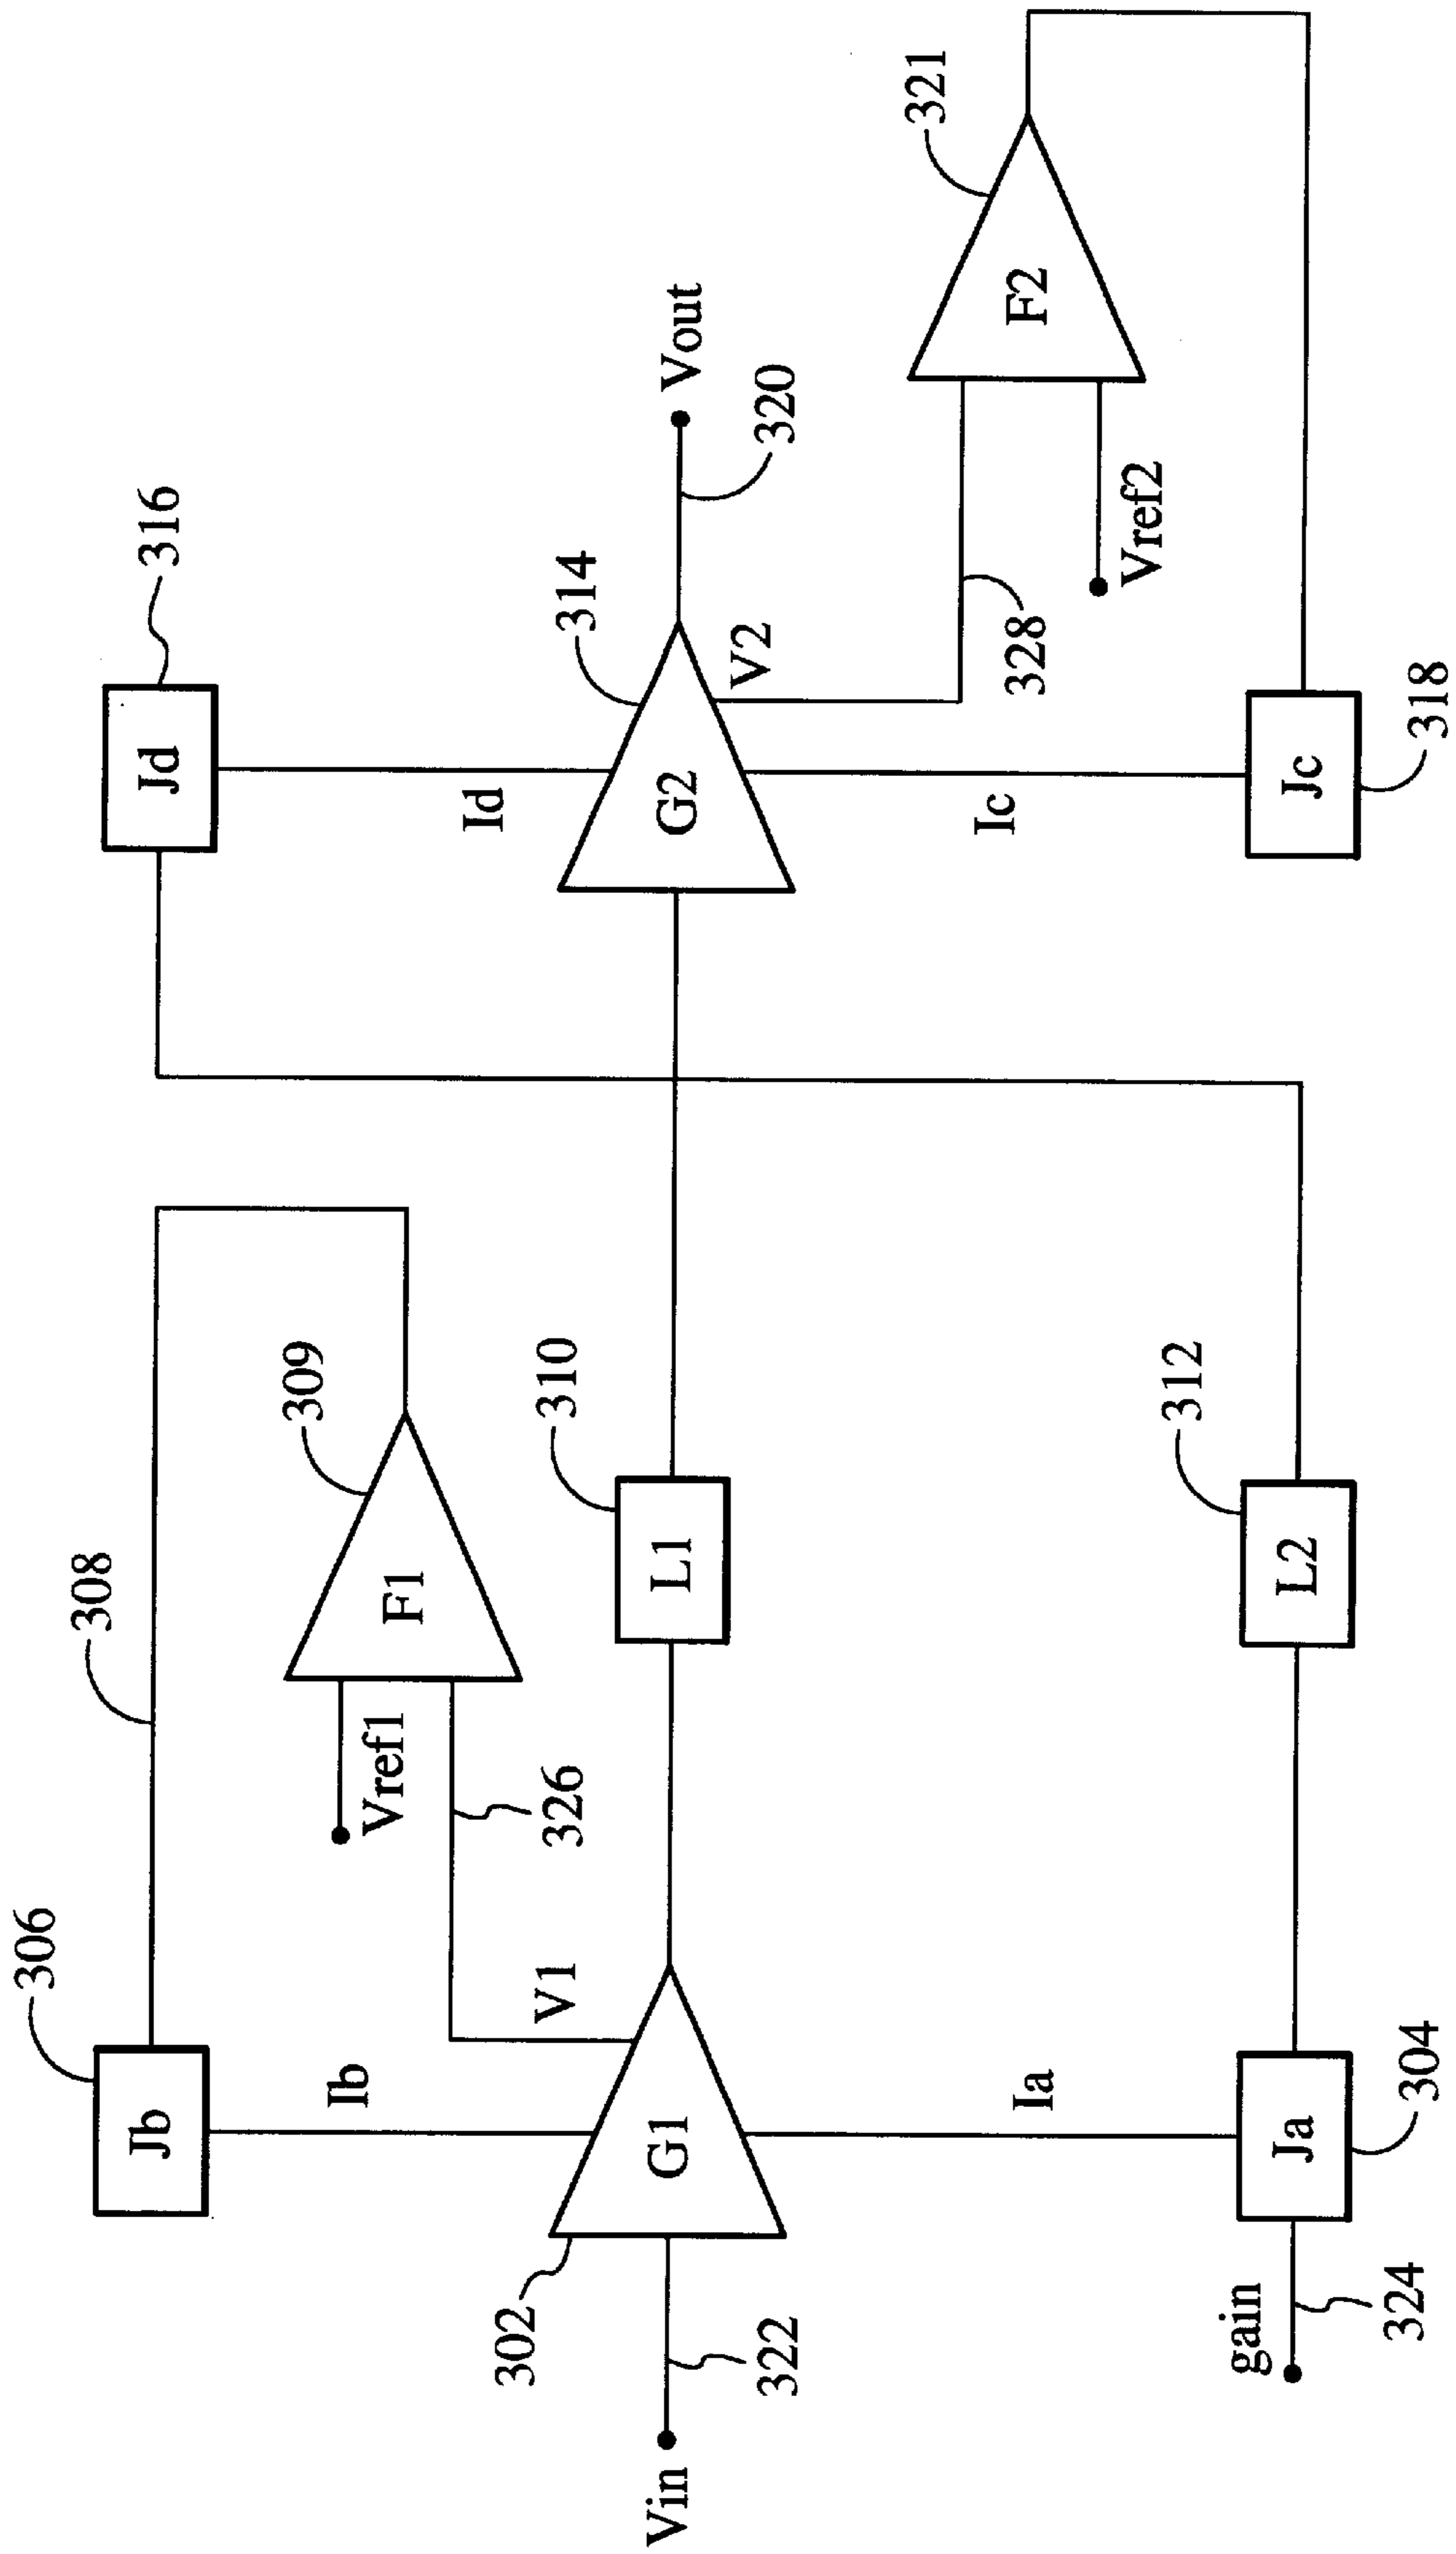 306
Jb
308
Jd
316
Ib
Vref1
F1
309
Id
V1
326
302
Vin
322
G1
L1
310
G2
314
Vout
320
V2
328
Vref2
F2
321
Ia
Ic
gain
324
Ja
304
L2
312
Jc
318